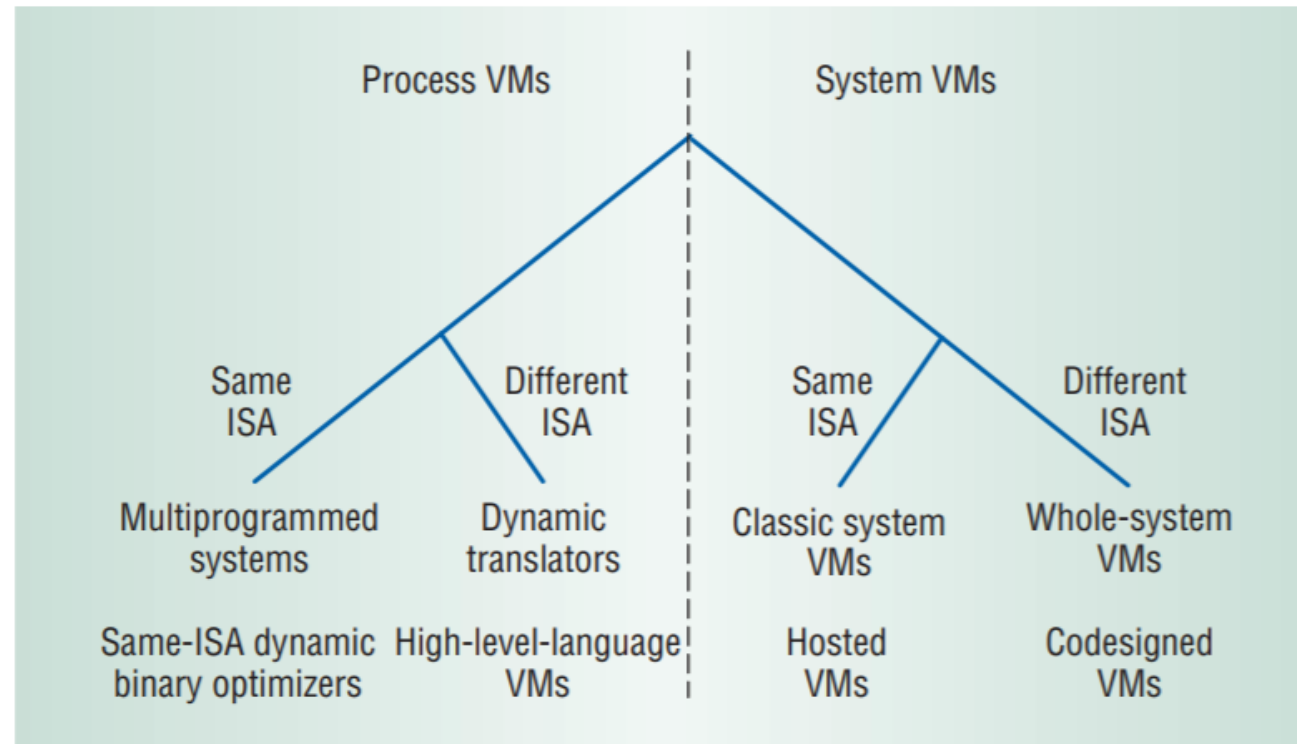 Process VMs
System VMs
Same
ISA
Different
ISA
Same
ISA
Different
ISA
Multiprogrammed
systems
Dynamic
translators
Classic system
VMs
Whole-system
VMs
Same-ISA dynamic
binary optimizers
High-level-language
VMs
Hosted
VMs
Codesigned
VMs